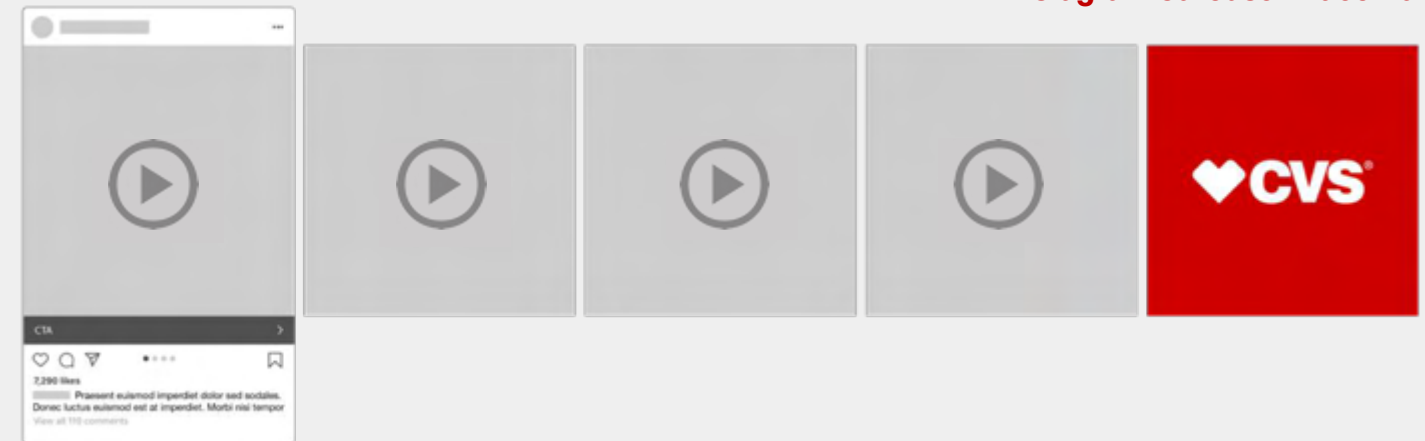 ♥CVS®
CTA
7,290 likes
Praesent euismod imperdiet dolor sed sodales.
Donec luctus euismod est at imperdiet. Morbi nisi tempor
View all 110 comments